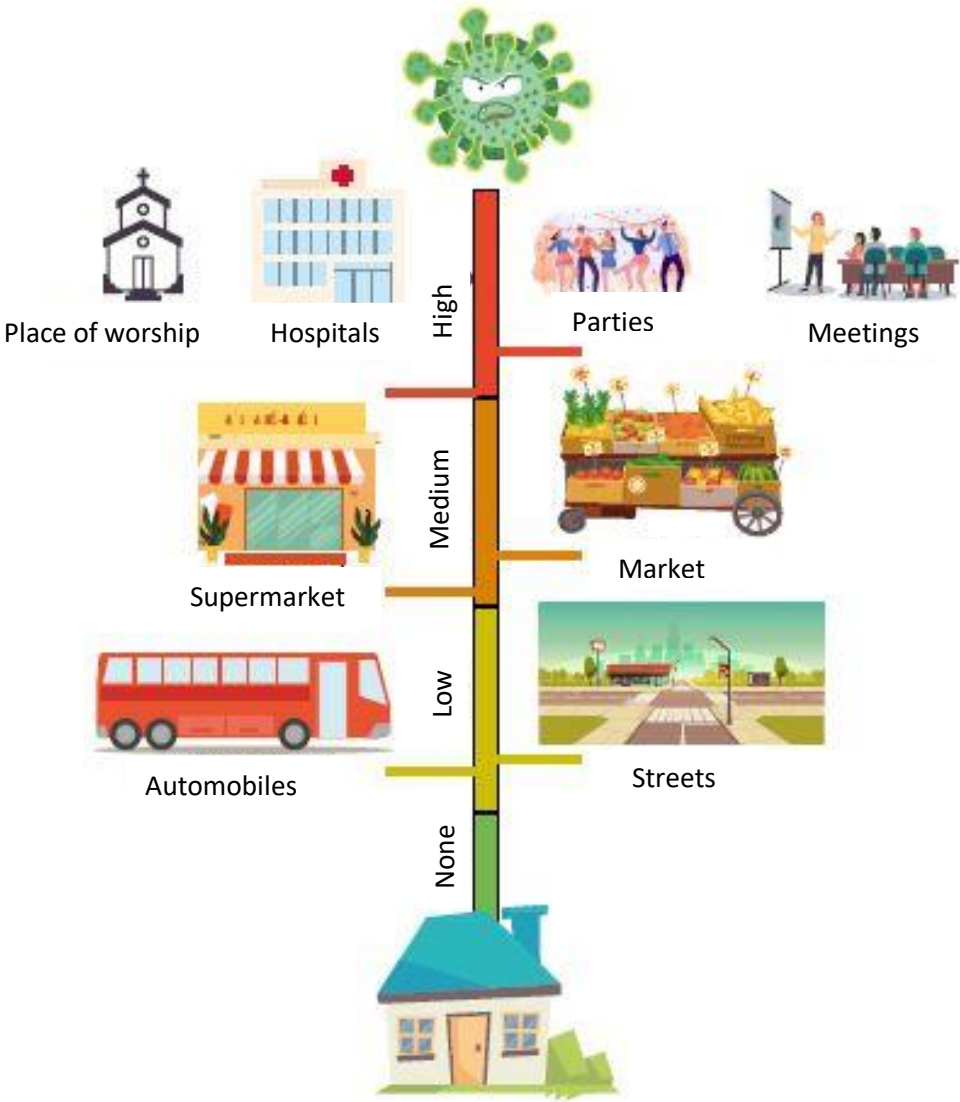 Place of worship
Hospitals
High
Parties
Meetings
Supermarket
Medium
Market
Automobiles
Low
Streets
None